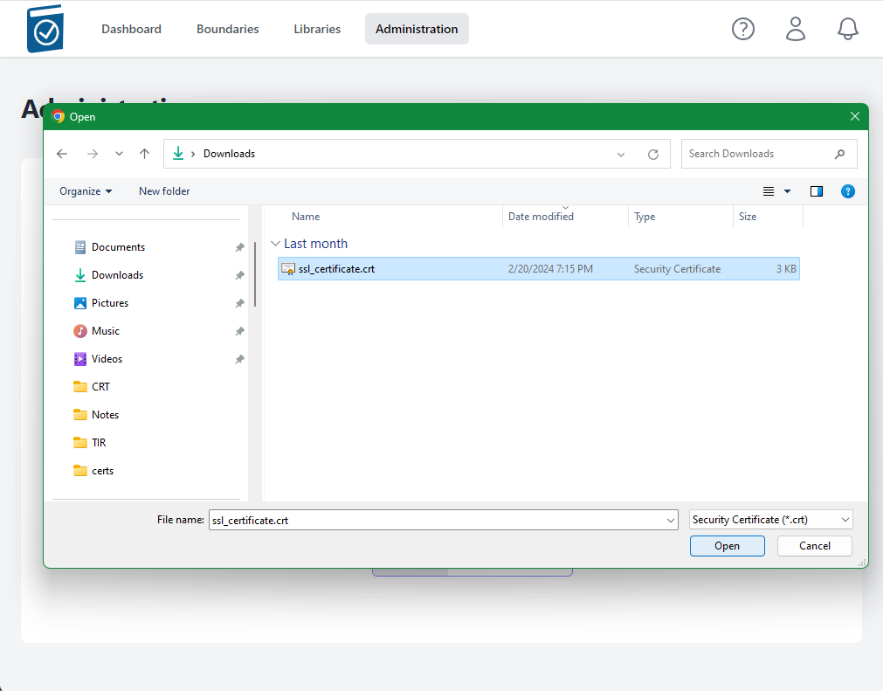 Dashboard Boundaries Libraries Administration
Open
Downloads Search Downloads
Organize New folder
Name Date modified Type Size
Last month
ssl_certificate.crt 2/20/2024 7:15 PM Security Certificate 3 KB
Documents
Downloads
Pictures
Music
Videos
CRT
Notes
TIR
certs
File name: ssl_certificate.crt Security Certificate (*.crt)
Open Cancel